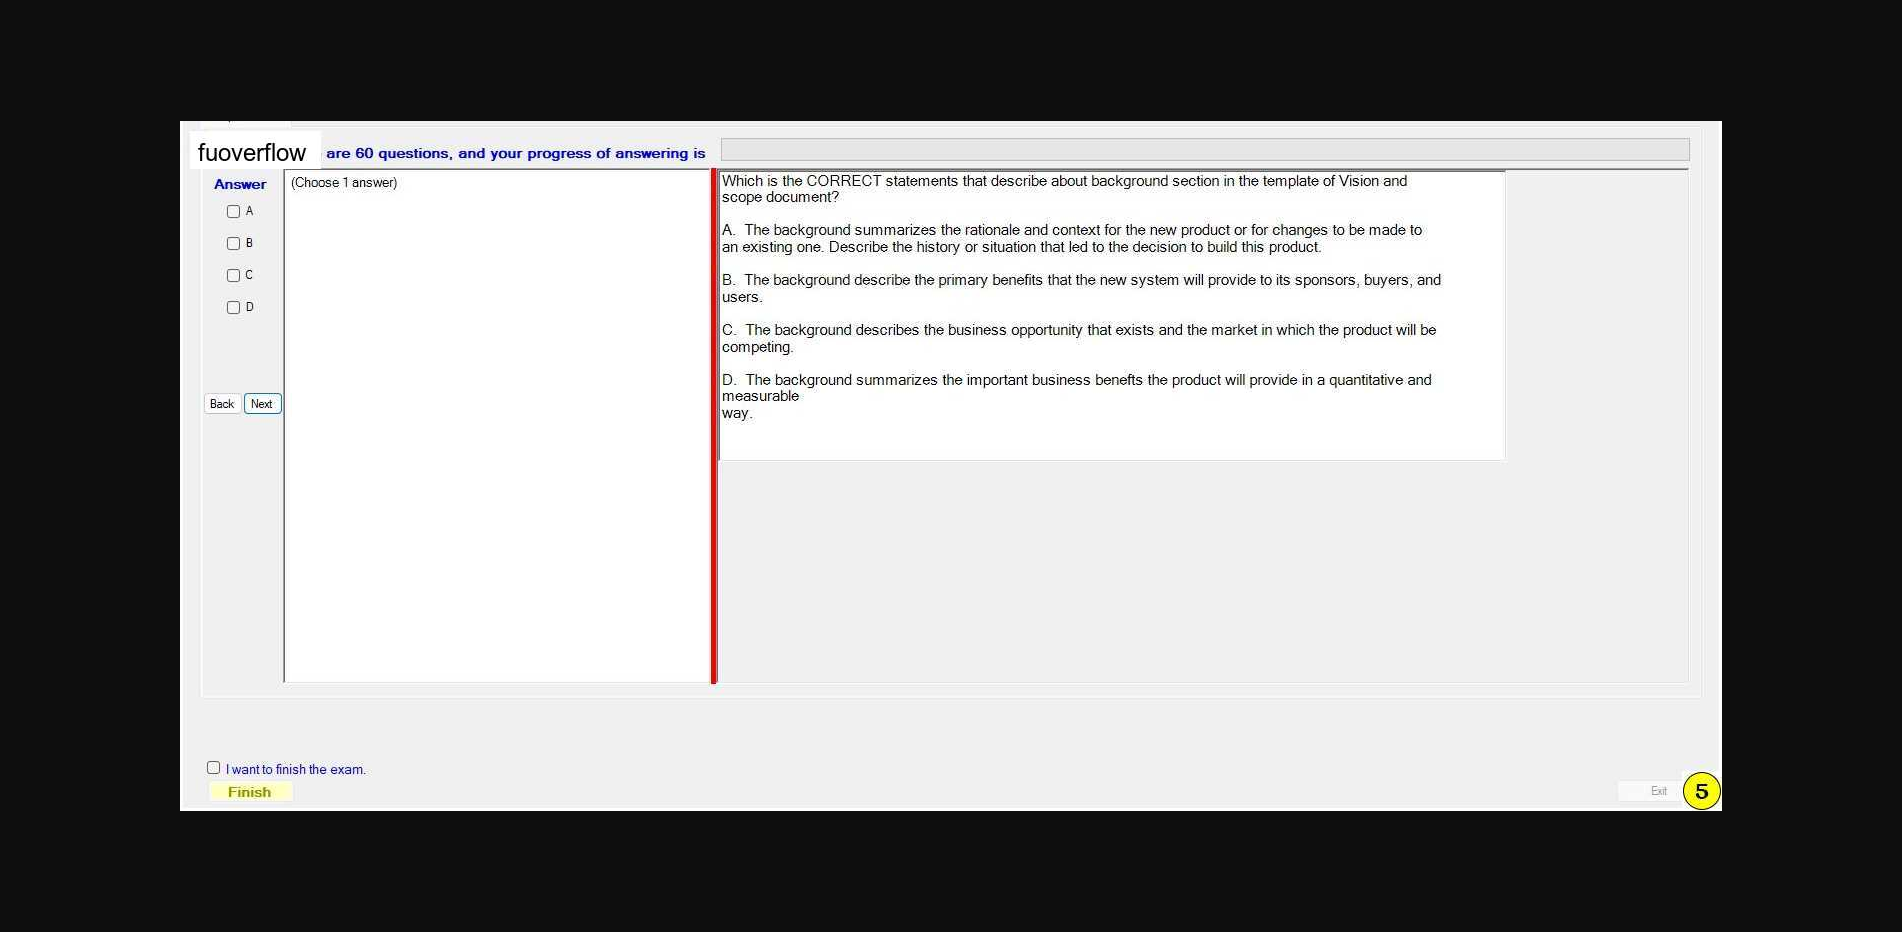 fuoverflow are 60 questions, and your progress of answering is
Answer
(Choose 1 answer)
A
B
C
D
Back Next
Which is the CORRECT statements that describe about background section in the template of Vision and
scope document?
A. The background summarizes the rationale and context for the new product or for changes to be made to
an existing one. Describe the history or situation that led to the decision to build this product.
B. The background describe the primary benefits that the new system will provide to its sponsors, buyers, and
users.
C. The background describes the business opportunity that exists and the market in which the product will be
competing.
D. The background summarizes the important business benefts the product will provide in a quantitative and
measurable
way.
I want to finish the exam.
Finish
Exit
5